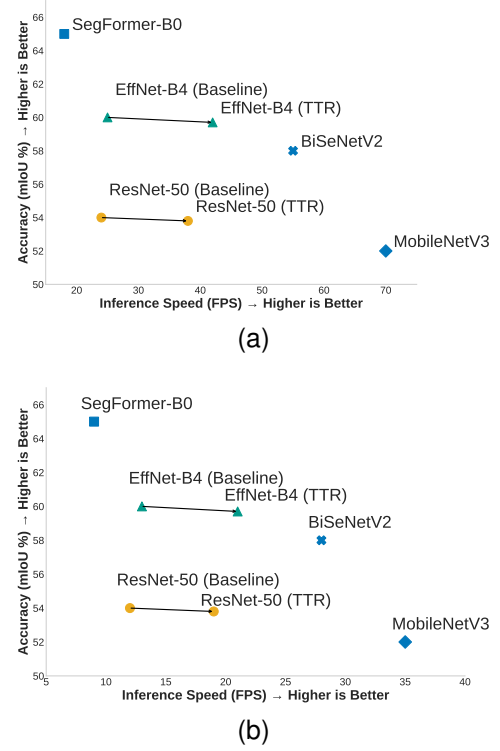 66
SegFormer-B0
64
62
EffNet-B4 (Baseline)
EffNet-B4 (TTR)
60
BiSeNetV2
58
56
ResNet-50 (Baseline)
ResNet-50 (TTR)
54
MobileNetV3
52
50
Accuracy (mIoU %) → Higher is Better
20 30 40 50 60 70
Inference Speed (FPS) → Higher is Better
(a)
66
SegFormer-B0
64
62
EffNet-B4 (Baseline)
EffNet-B4 (TTR)
60
BiSeNetV2
58
56
ResNet-50 (Baseline)
ResNet-50 (TTR)
54
MobileNetV3
52
50
Accuracy (mIoU %) → Higher is Better
5 10 15 20 25 30 35 40
Inference Speed (FPS) → Higher is Better
(b)